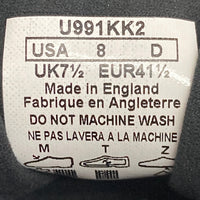 U991KK2
USA 8 D
UK7½ EUR41½
Made in England
Fabrique en Angleterre
DO NOT MACHINE WASH
NE PAS LAVERA A LA MACHINE
M T Z